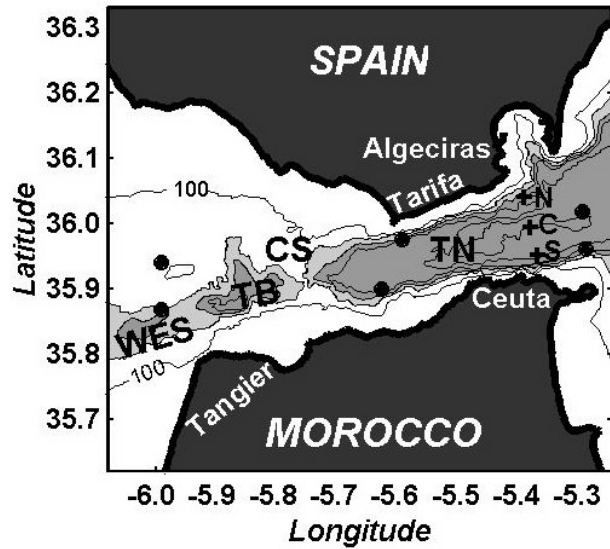 36.3
SPAIN
36.2
Algeciras
36.1
Tarifa
100
N
36.0
C
CS
TN
S
Latitude
35.9
TB
Ceuta
WES
35.8
100
Tangier
35.7
MOROCCO
-6.0 -5.9 -5.8 -5.7 -5.6 -5.5 -5.4 -5.3
Longitude